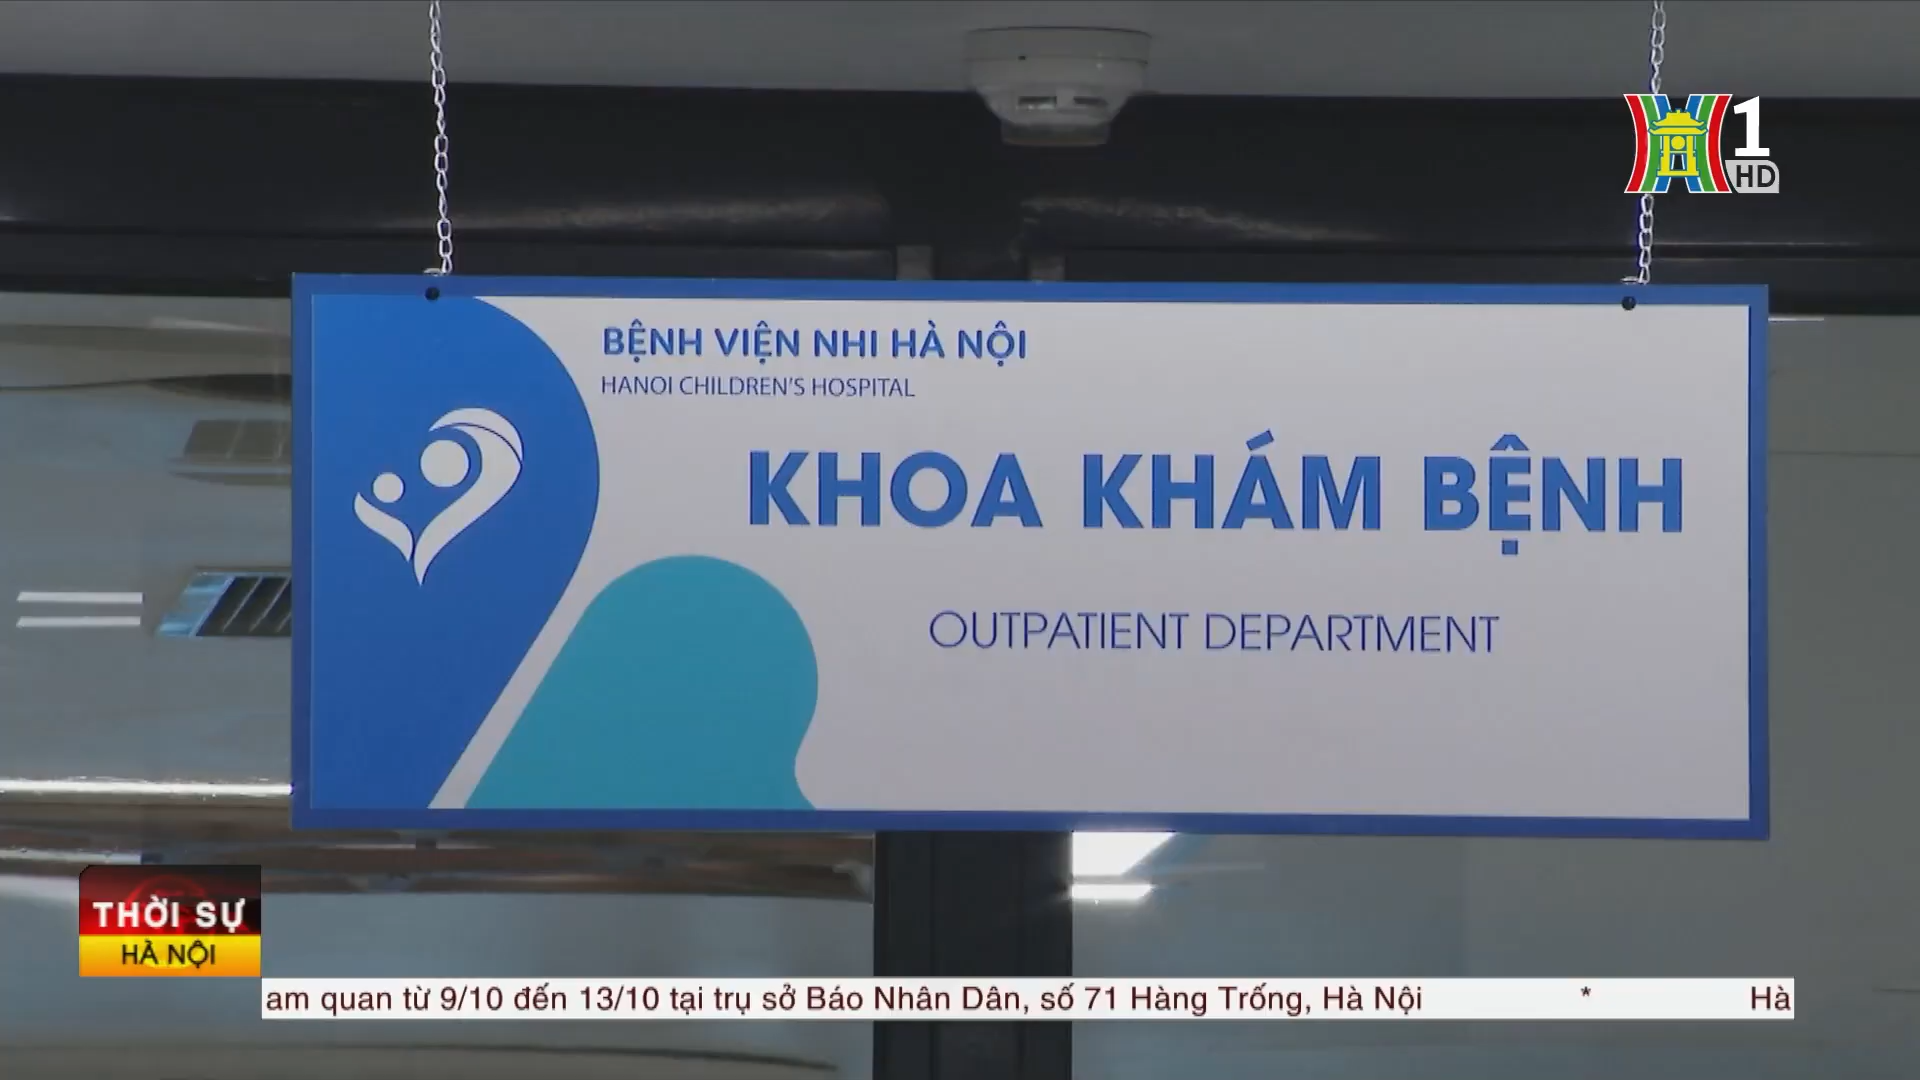 1
HD
BỆNH VIỆN NHI HÀ NỘI
HANOI CHILDREN'S HOSPITAL
KHOA KHÁM BỆNH
OUTPATIENT DEPARTMENT
THỜI SỰ
HÀ NỘI
am quan từ 9/10 đến 13/10 tại trụ sở Báo Nhân Dân, số 71 Hàng Trống, Hà Nội * Hà